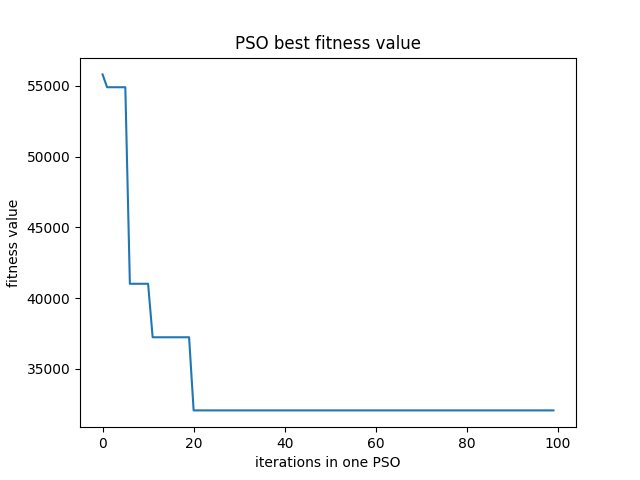 PSO best fitness value
55000
50000
45000
40000
35000
fitness value
0 20 40 60 80 100
iterations in one PSO